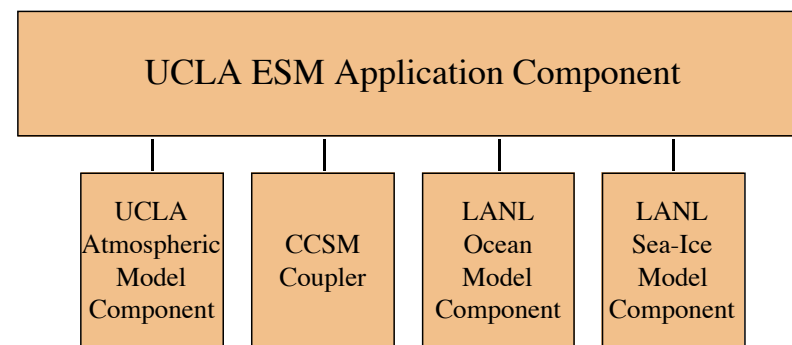 UCLA ESM Application Component
UCLA
Atmospheric
Model
Component
CCSM
Coupler
LANL
Ocean
Model
Component
LANL
Sea-Ice
Model
Component